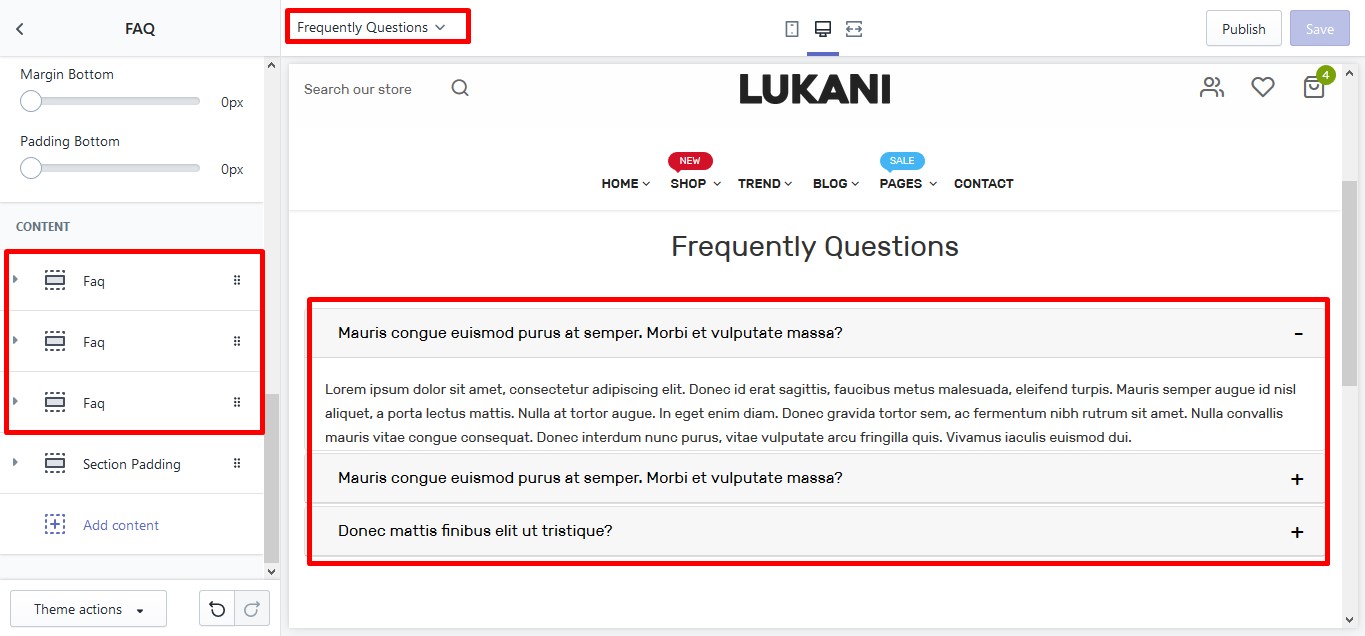 FAQ
Frequently Questions
Publish
Save
Margin Bottom
0px
Padding Bottom
0px
CONTENT
Faq
Faq
Faq
Section Padding
Add content
Theme actions
Search our store
LUKANI
4
NEW
SALE
HOME
SHOP
TREND
BLOG
PAGES
CONTACT
Frequently Questions
Mauris congue euismod purus at semper. Morbi et vulputate massa?
Lorem ipsum dolor sit amet, consectetur adipiscing elit. Donec id erat sagittis, faucibus metus malesuada, eleifend turpis. Mauris semper augue id nisl
aliquet, a porta lectus mattis. Nulla at tortor augue. In eget enim diam. Donec gravida tortor sem, ac fermentum nibh rutrum sit amet. Nulla convallis
mauris vitae congue consequat. Donec interdum nunc purus, vitae vulputate arcu fringilla quis. Vivamus iaculis euismod dui.
Mauris congue euismod purus at semper. Morbi et vulputate massa?
Donec mattis finibus elit ut tristique?